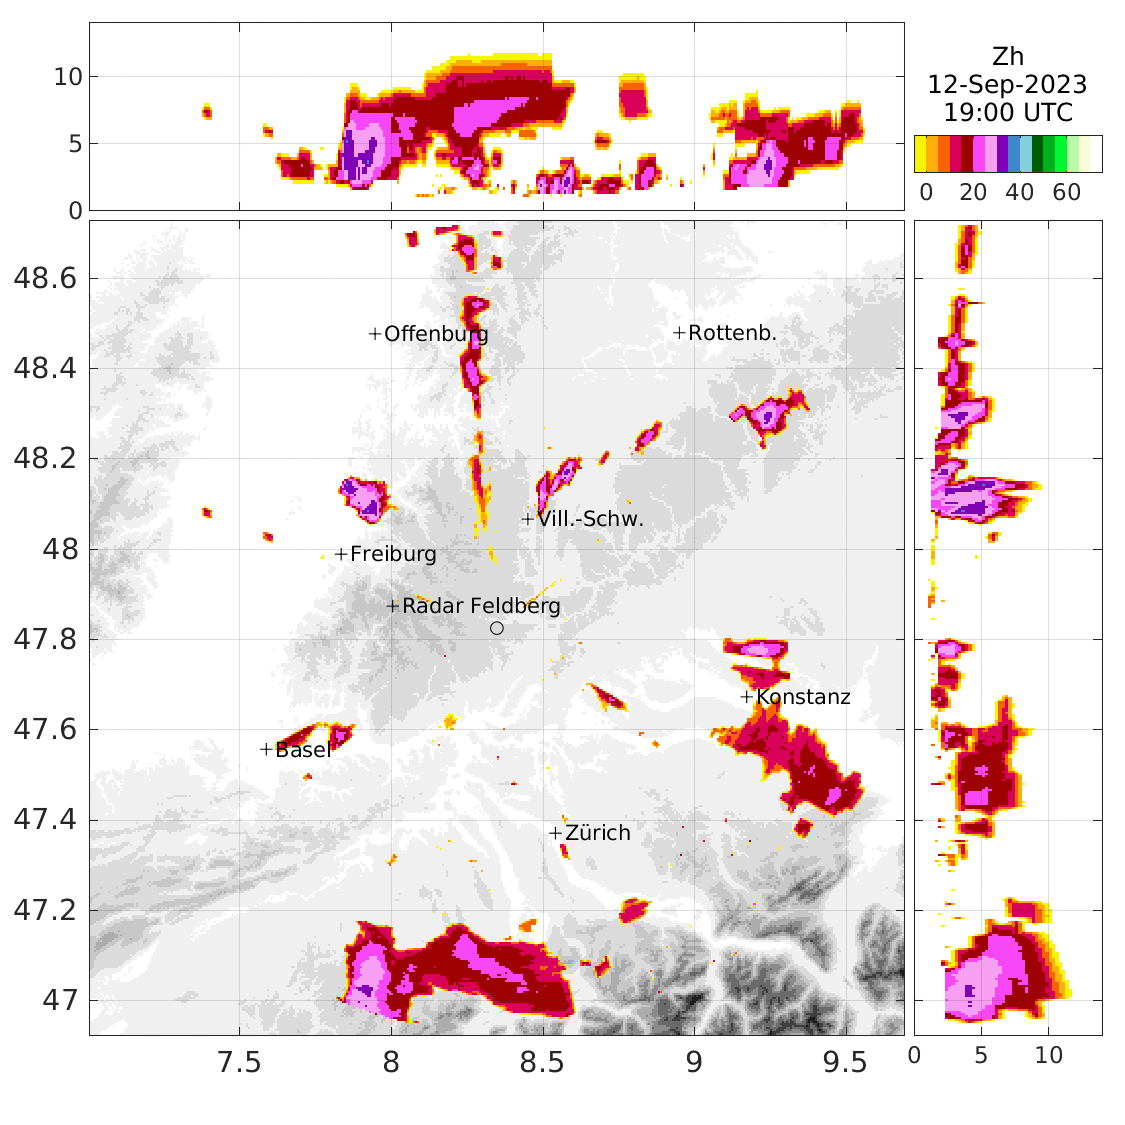 Zh
12-Sep-2023
19:00 UTC
0 20 40 60
10
5
0
48.6
48.4
48.2
48
47.8
47.6
47.4
47.2
47
+Offenburg
+Rottenb.
+Vill.-Schw.
+Freiburg
+Radar Feldberg
+Konstanz
+Basel
+Zürich
7.5 8 8.5 9 9.5
0 5 10